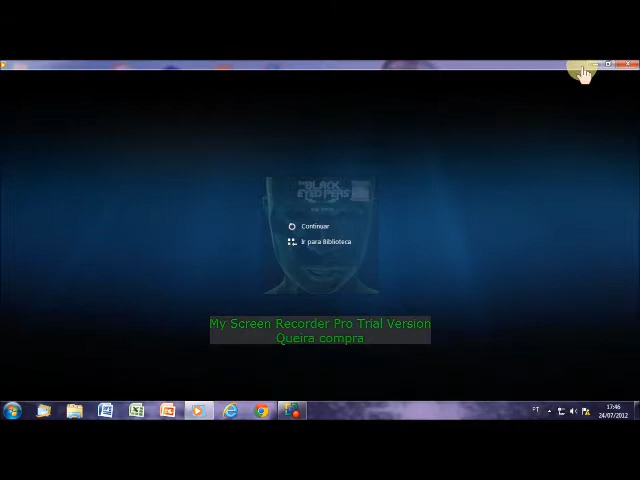 BLACK
EYED PEAS
Continuar
Ir para Biblioteca
My Screen Recorder Pro Trial Version
Queira compra
PT
17:46
24/07/2012